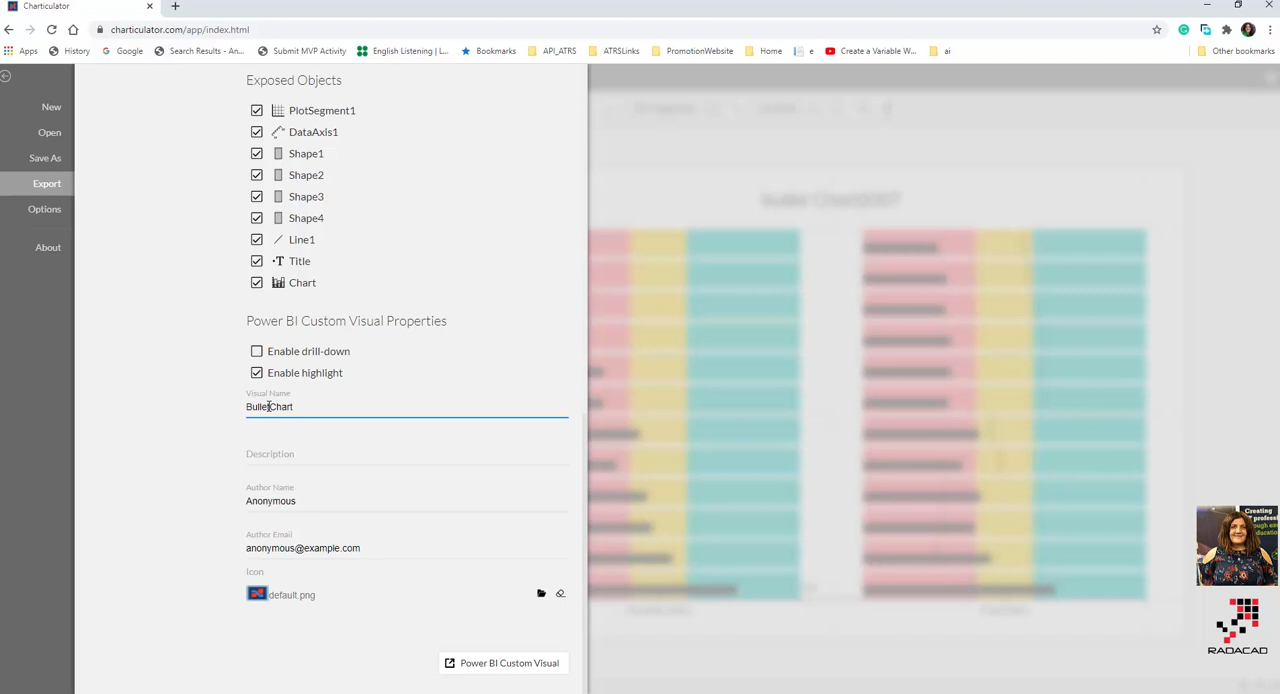 Charticulator
charticulator.com/app/index.html
Apps History Google Search Results - An... Submit MVP Activity English Listening | L... Bookmarks API_ATRS ATRSLinks PromotionWebsite Home e Create a Variable W... ai Other bookmarks
New
Open
Save As
Export
Options
About
Exposed Objects
PlotSegment1
DataAxis1
Shape1
Shape2
Shape3
Shape4
Line1
Title
Chart
Power BI Custom Visual Properties
Enable drill-down
Enable highlight
Visual Name
BulletChart
Description
Author Name
Anonymous
Author Email
anonymous@example.com
Icon
default.png
Power BI Custom Visual
Creating
RADACAD